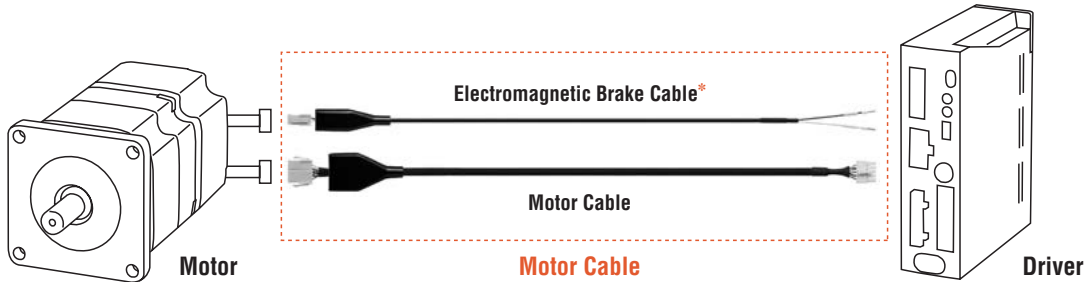 Electromagnetic Brake Cable*
Motor Cable
Motor
Motor Cable
Driver